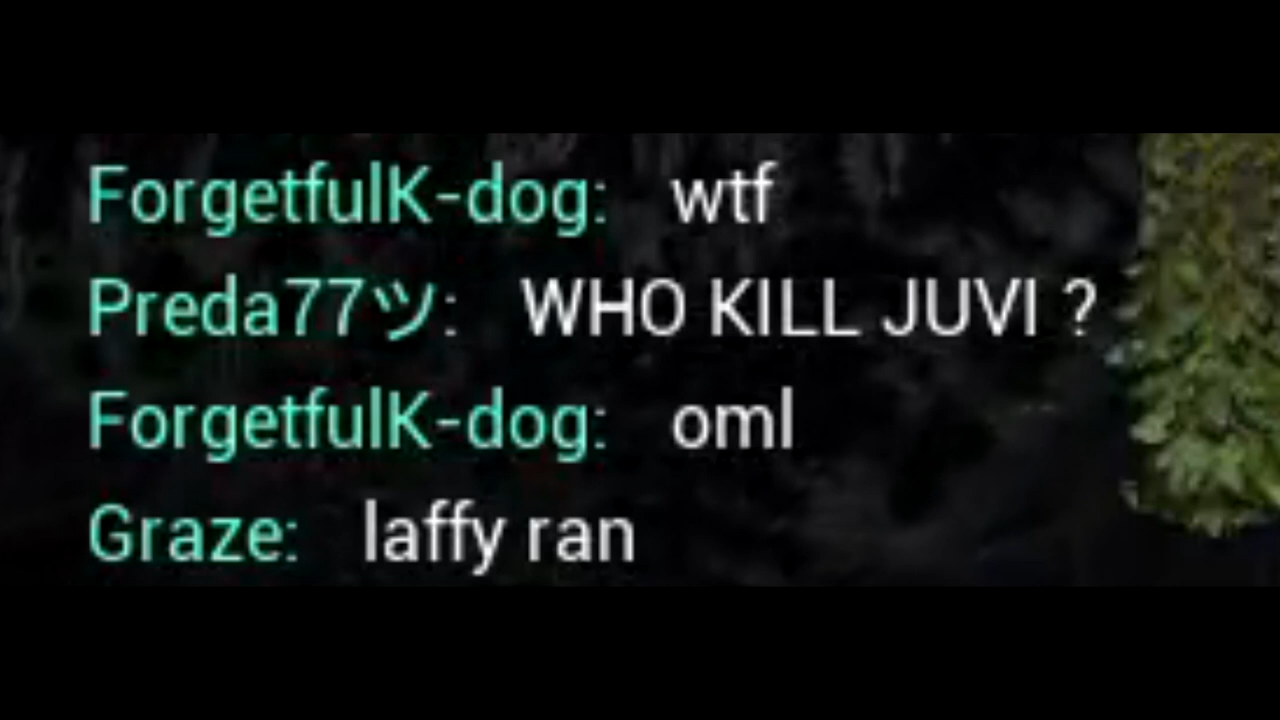 ForgetfulK-dog: wtf
Preda77ツ: WHO KILL JUVI ?
ForgetfulK-dog: oml
Graze: laffy ran